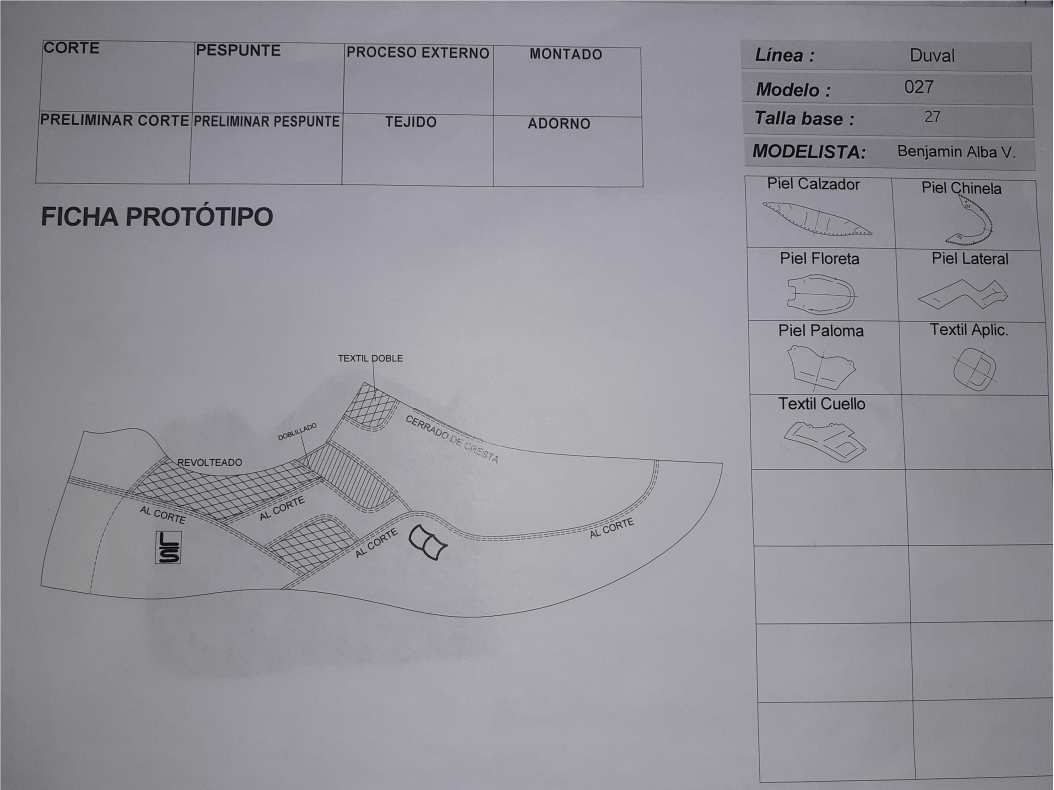 CORTE
PESPUNTE
PROCESO EXTERNO
MONTADO
PRELIMINAR CORTE
PRELIMINAR PESPUNTE
TEJIDO
ADORNO
FICHA PROTÓTIPO
Línea : Duval
Modelo : 027
Talla base : 27
MODELISTA: Benjamin Alba V.
Piel Calzador
Piel Chinela
Piel Floreta
Piel Lateral
Piel Paloma
Textil Aplic.
Textil Cuello
TEXTIL DOBLE
CERRADO DE CRESTA
DOBLILLADO
REVOLTEADO
AL CORTE
AL CORTE
AL CORTE
AL CORTE
LS